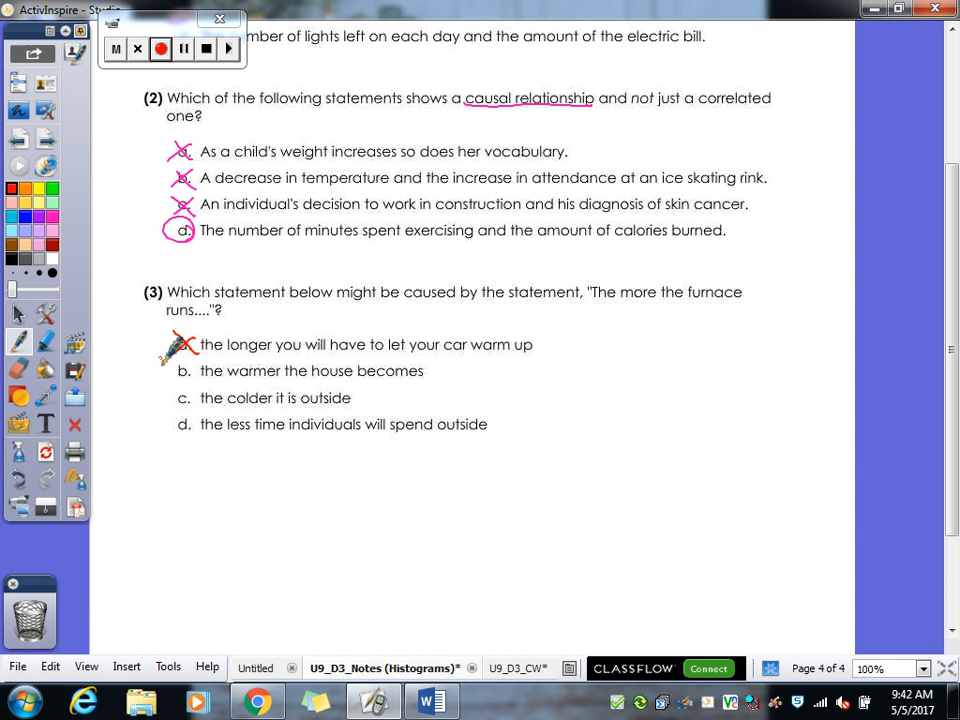 ActivInspire - Studio
mber of lights left on each day and the amount of the electric bill.
(2) Which of the following statements shows a causal relationship and not just a correlated
one?
a. As a child's weight increases so does her vocabulary.
b. A decrease in temperature and the increase in attendance at an ice skating rink.
c. An individual's decision to work in construction and his diagnosis of skin cancer.
d. The number of minutes spent exercising and the amount of calories burned.
(3) Which statement below might be caused by the statement, "The more the furnace
runs...."?
a. the longer you will have to let your car warm up
b. the warmer the house becomes
c. the colder it is outside
d. the less time individuals will spend outside
File Edit View Insert Tools Help Untitled U9_D3_Notes (Histograms)* U9_D3_CW* CLASSFLOW Connect Page 4 of 4 100%
9:42 AM
5/5/2017